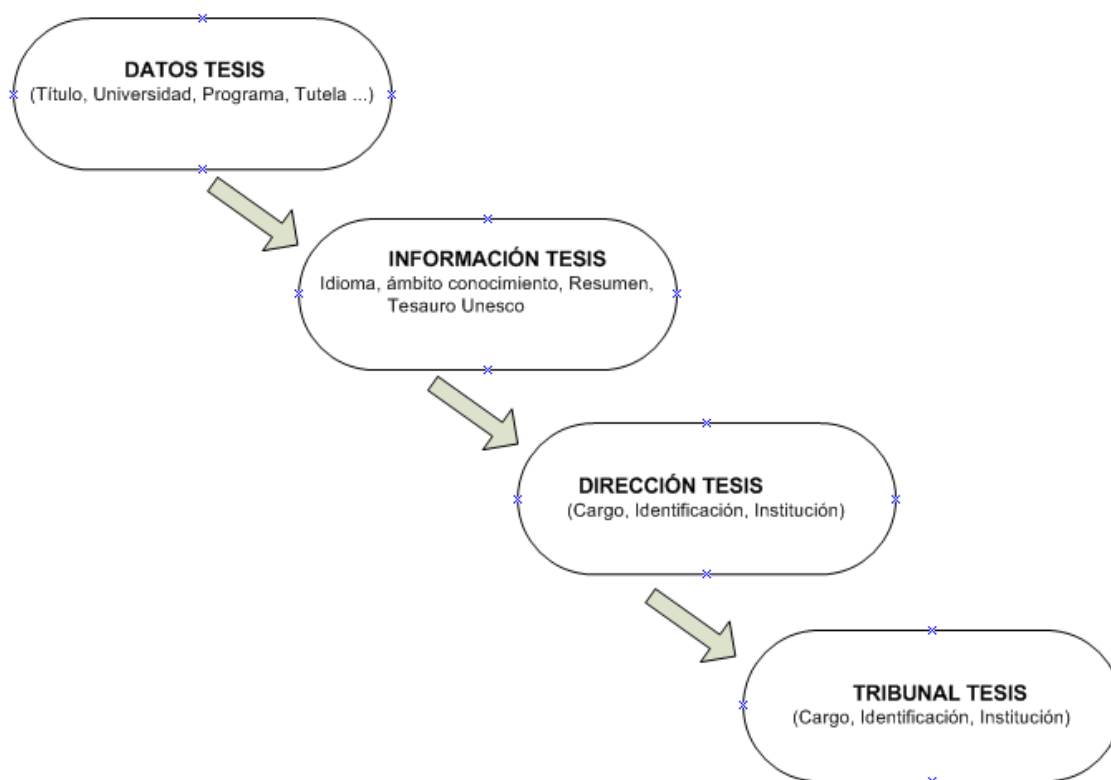 DATOS TESIS
(Título, Universidad, Programa, Tutela ...)
INFORMACIÓN TESIS
Idioma, ámbito conocimiento, Resumen,
Tesauro Unesco
DIRECCIÓN TESIS
(Cargo, Identificación, Institución)
TRIBUNAL TESIS
(Cargo, Identificación, Institución)